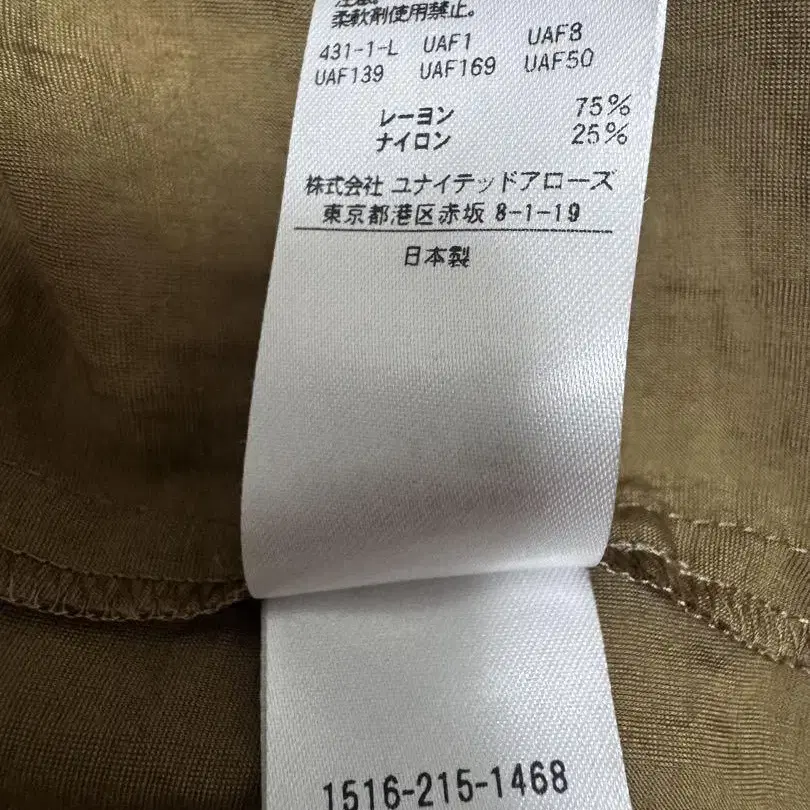 注意。
柔軟剤使用禁止。
431-1-L UAF1 UAF8
UAF139 UAF169 UAF50
レーヨン 75%
ナイロン 25%
株式会社 ユナイテッドアローズ
東京都港区赤坂 8-1-19
日本製
1516-215-1468